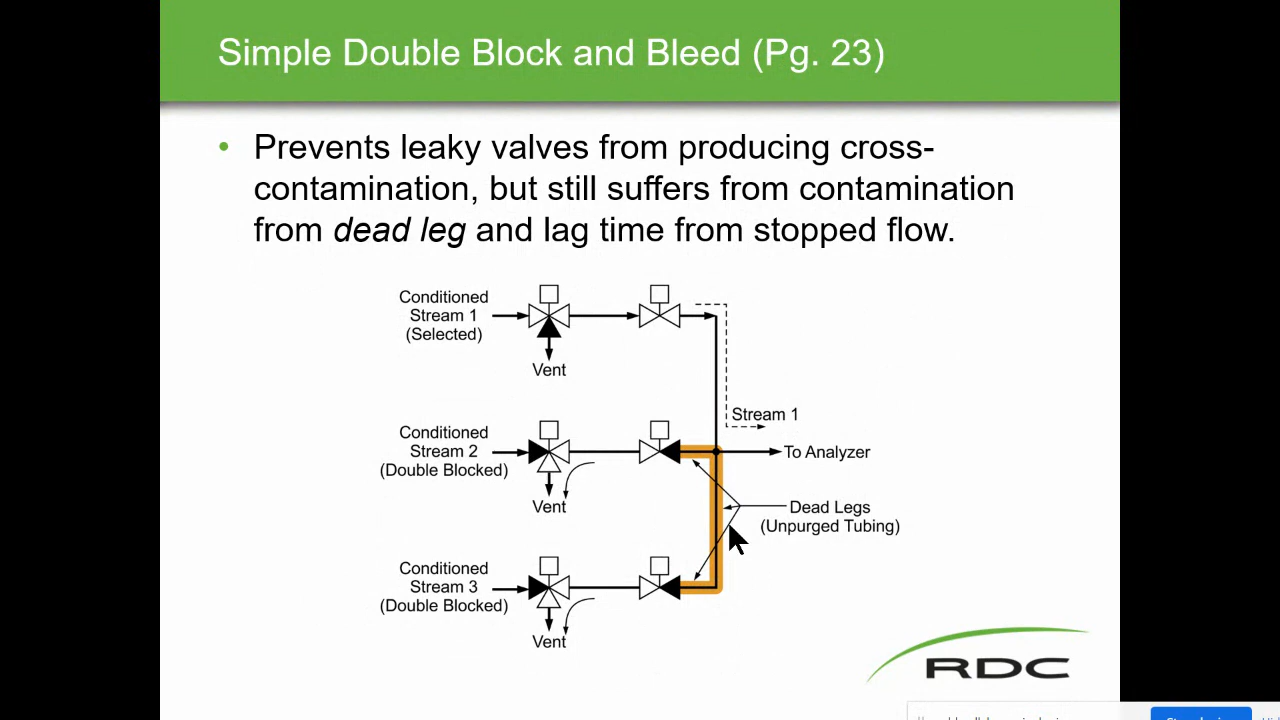 Simple Double Block and Bleed (Pg. 23)
• Prevents leaky valves from producing cross-
contamination, but still suffers from contamination
from dead leg and lag time from stopped flow.
Conditioned
Stream 1
(Selected)
Vent
Stream 1
Conditioned
Stream 2
(Double Blocked)
To Analyzer
Vent
Dead Legs
(Unpurged Tubing)
Conditioned
Stream 3
(Double Blocked)
Vent
RDC